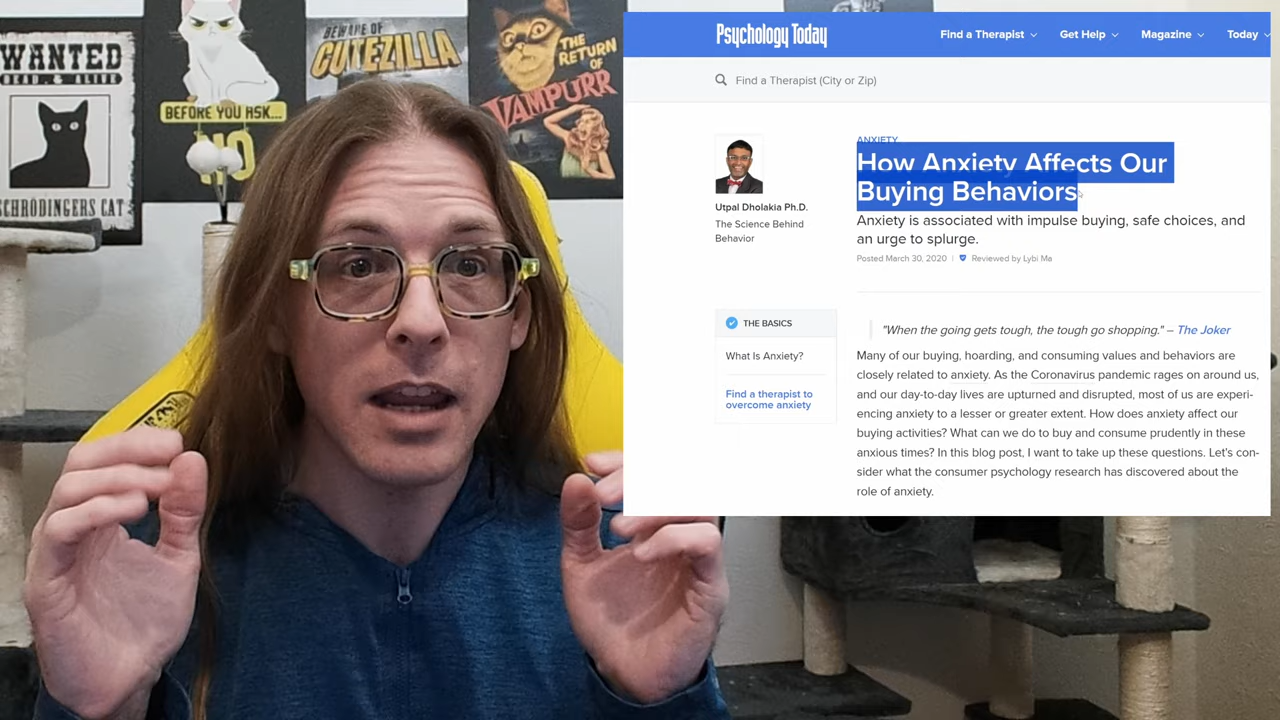 WANTED
DEAD & ALIVE
SCHRÖDINGERS CAT
BEFORE YOU ASK...
NO
BEWARE OF
CUTEZILLA
THE
RETURN
OF
VAMPURR
Psychology Today
Find a Therapist
Get Help
Magazine
Today
Find a Therapist (City or Zip)
Utpal Dholakia Ph.D.
The Science Behind
Behavior
THE BASICS
What Is Anxiety?
Find a therapist to
overcome anxiety
ANXIETY
How Anxiety Affects Our
Buying Behaviors
Anxiety is associated with impulse buying, safe choices, and
an urge to splurge.
Posted March 30, 2020 | Reviewed by Lybi Ma
"When the going gets tough, the tough go shopping." – The Joker
Many of our buying, hoarding, and consuming values and behaviors are
closely related to anxiety. As the Coronavirus pandemic rages on around us,
and our day-to-day lives are upturned and disrupted, most of us are experi-
encing anxiety to a lesser or greater extent. How does anxiety affect our
buying activities? What can we do to buy and consume prudently in these
anxious times? In this blog post, I want to take up these questions. Let's con-
sider what the consumer psychology research has discovered about the
role of anxiety.